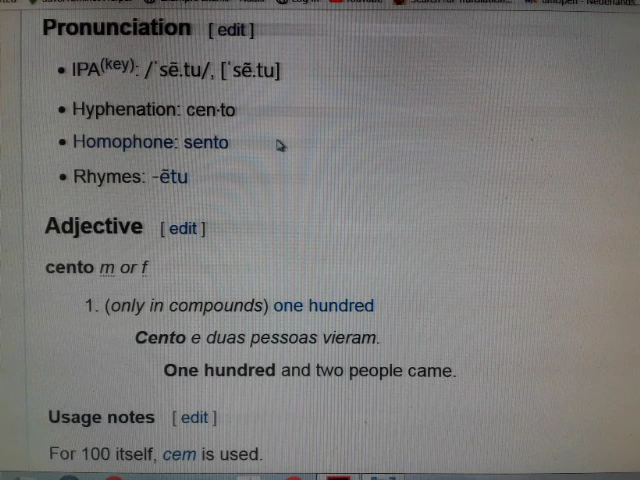 Pronunciation [ edit ]
• IPA(key): /ˈsẽ.tu/, [ˈsẽ.tu]
• Hyphenation: cen·to
• Homophone: sento
• Rhymes: -ẽtu
Adjective [ edit ]
cento m or f
1. (only in compounds) one hundred
Cento e duas pessoas vieram.
One hundred and two people came.
Usage notes [ edit ]
For 100 itself, cem is used.